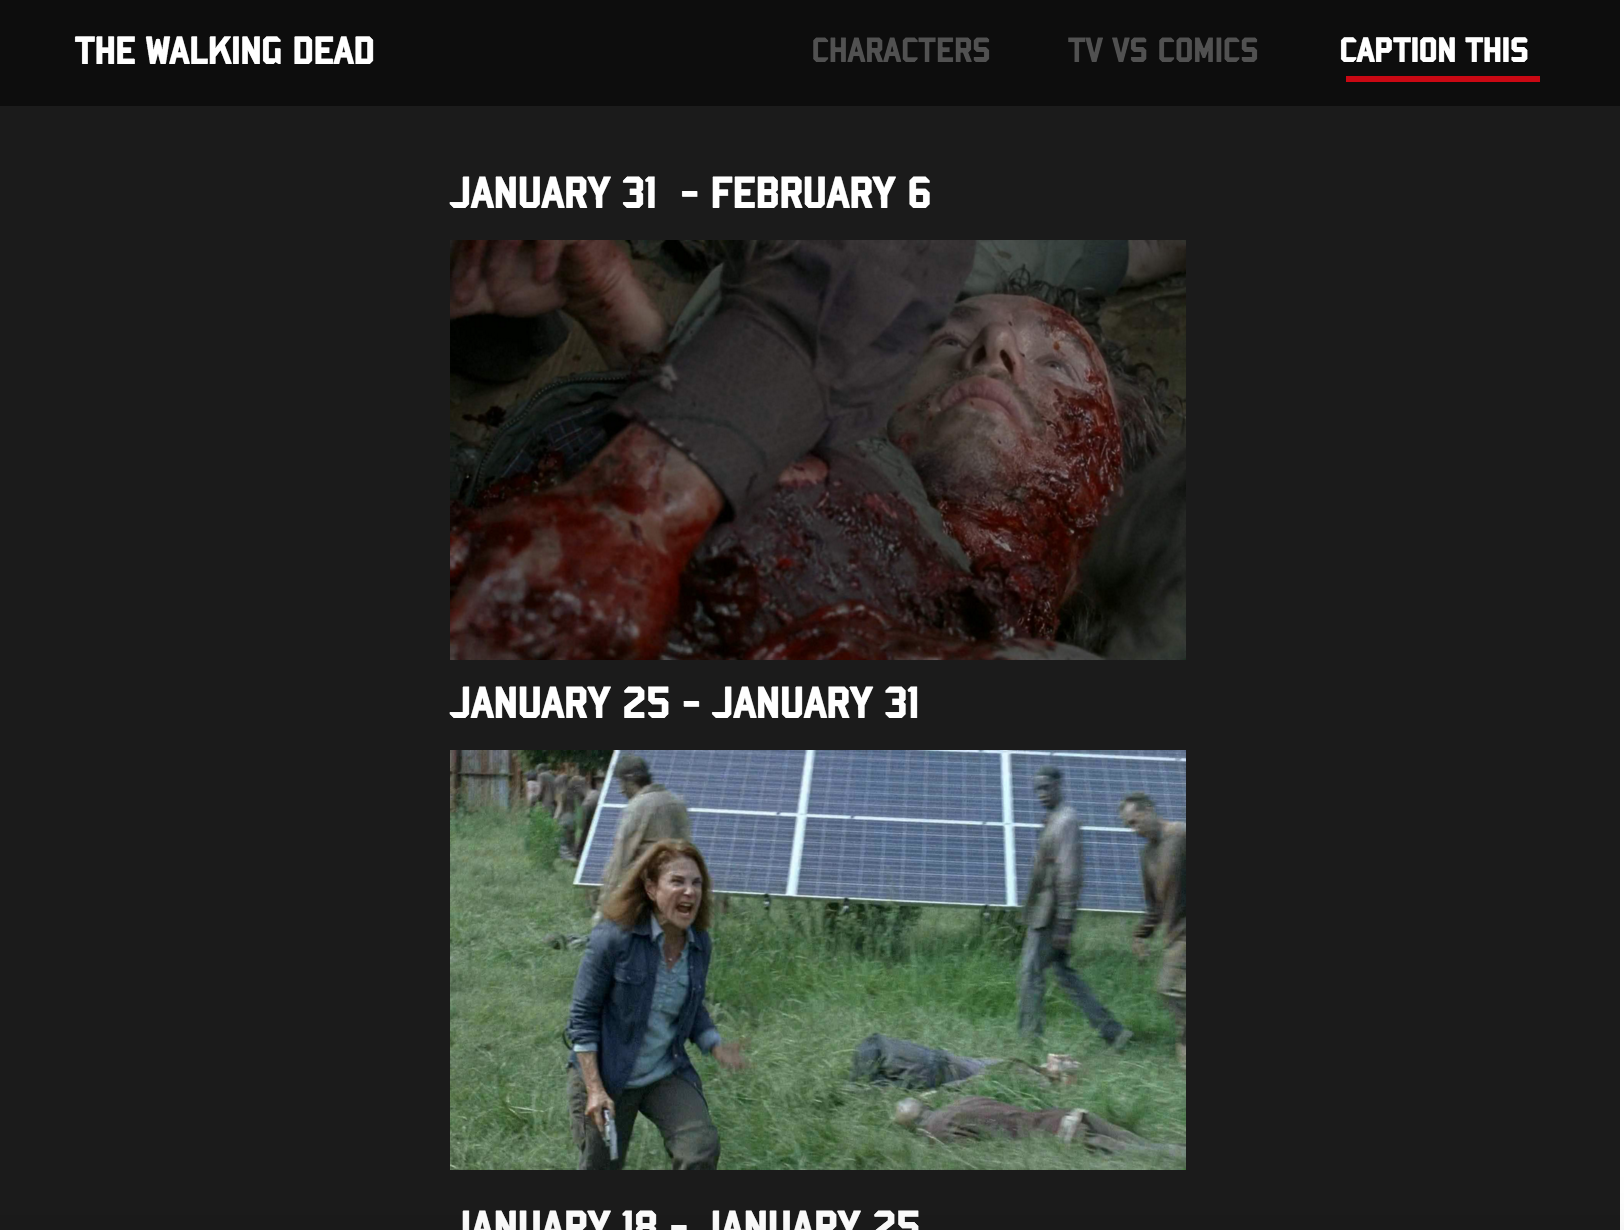 THE WALKING DEAD
CHARACTERS
TV VS COMICS
CAPTION THIS
JANUARY 31 - FEBRUARY 6
JANUARY 25 - JANUARY 31
JANUARY 18 - JANUARY 25